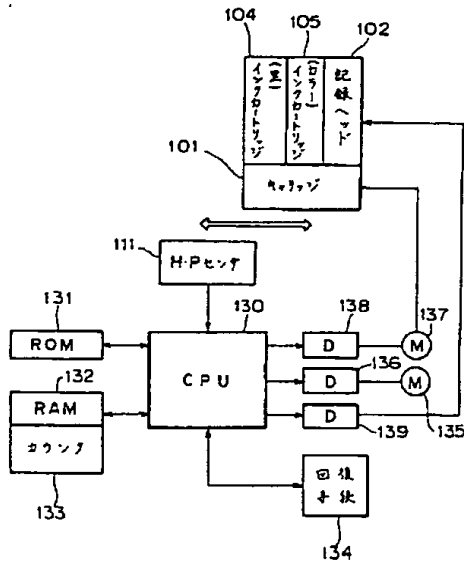 104 105 102
インクカートリッジ
(黒)
インクカートリッジ
(カラー)
記録ヘッド
101
キャリッジ
111
H・Pセンサ
131
ROM
132
RAM
カウンタ
133
130
CPU
138
D
137
M
136
D
135
M
D
139
回復
手段
134